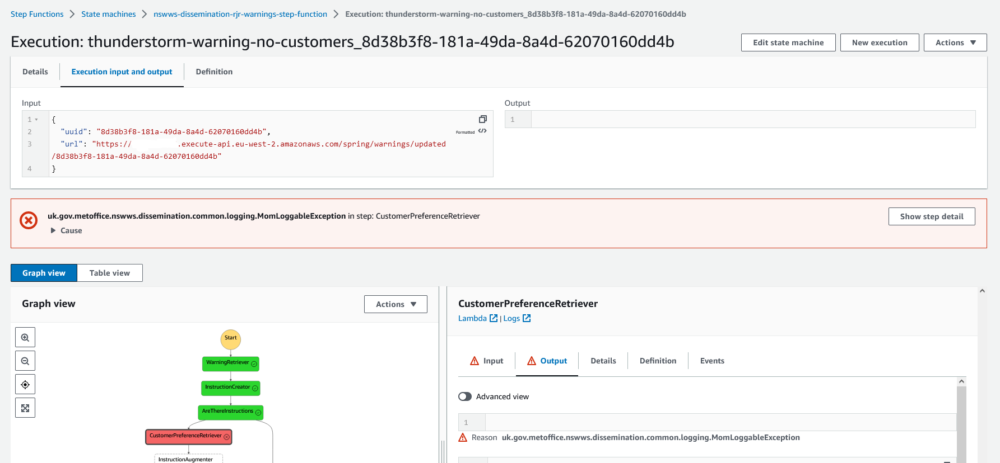 Step Functions > State machines > nswws-dissemination-rjr-warnings-step-function > Execution: thunderstorm-warning-no-customers_8d38b3f8-181a-49da-8a4d-62070160dd4b
Execution: thunderstorm-warning-no-customers_8d38b3f8-181a-49da-8a4d-62070160dd4b
Edit state machine
New execution
Actions
Details
Execution input and output
Definition
Input
1 {
2 "uuid": "8d38b3f8-181a-49da-8a4d-62070160dd4b",
3 "url": "https:// .execute-api.eu-west-2.amazonaws.com/spring/warnings/updated
/8d38b3f8-181a-49da-8a4d-62070160dd4b"
4 }
Formatted </>
Output
1
uk.gov.metoffice.nswws.dissemination.common.logging.MomLoggableException in step: CustomerPreferenceRetriever
Cause
Show step detail
Graph view
Table view
Graph view
Actions
Start
WarningRetriever
InstructionCreator
AreThereInstructions
CustomerPreferenceRetriever
InstructionAugmenter
CustomerPreferenceRetriever
Lambda | Logs
Input
Output
Details
Definition
Events
Advanced view
1
Reason uk.gov.metoffice.nswws.dissemination.common.logging.MomLoggableException